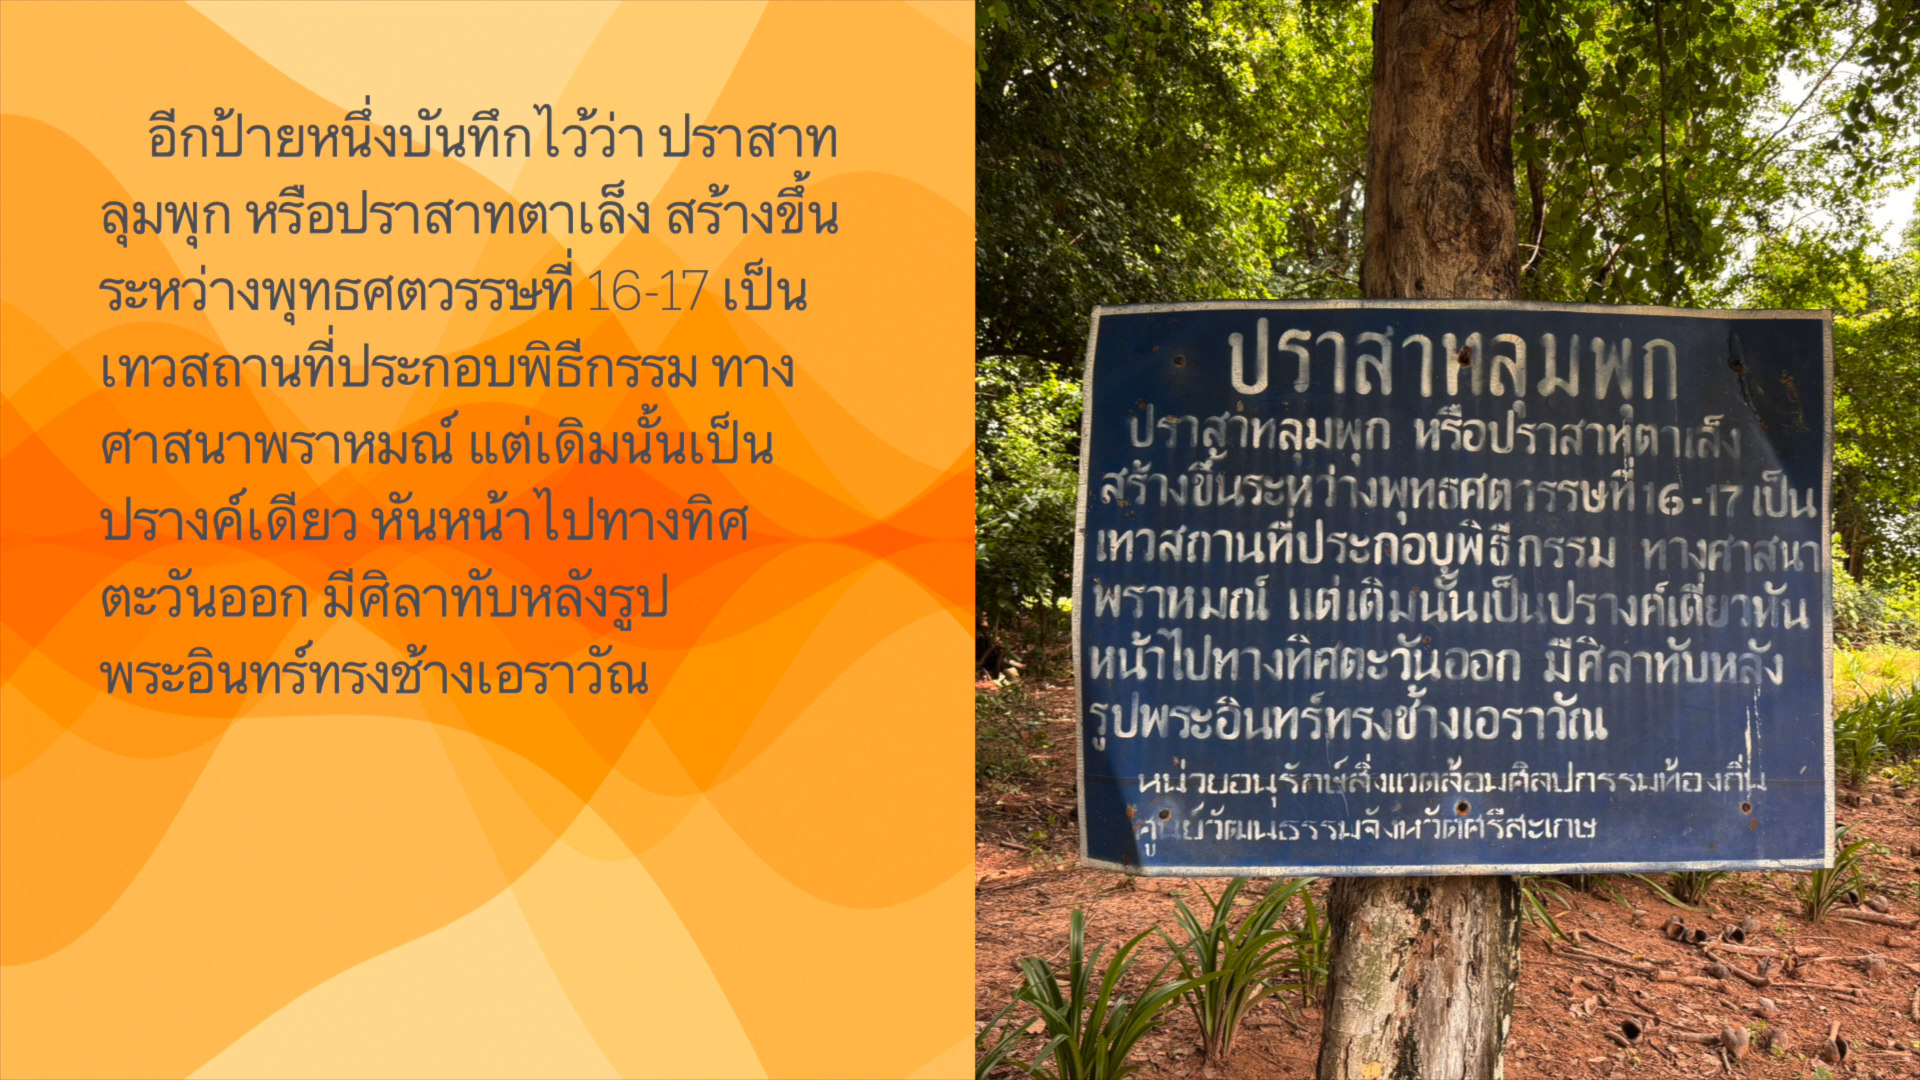 อีกป้ายหนึ่งบันทึกไว้ว่า ปราสาท
ลุมพุก หรือปราสาทตาเล็ง สร้างขึ้น
ระหว่างพุทธศตวรรษที่ 16-17 เป็น
เทวสถานที่ประกอบพิธีกรรม ทาง
ศาสนาพราหมณ์ แต่เดิมนั้นเป็น
ปรางค์เดียว หันหน้าไปทางทิศ
ตะวันออก มีศิลาทับหลังรูป
พระอินทร์ทรงช้างเอราวัณ
ปราสาทลุมพุก
ปราสาทลุมพุก หรือปราสาทตาเล็ง
สร้างขึ้นระหว่างพุทธศตวรรษที่ 16-17 เป็น
เทวสถานที่ประกอบพิธีกรรม ทางศาสนา
พราหมณ์ แต่เดิมนั้นเป็นปรางค์เดี่ยวหัน
หน้าไปทางทิศตะวันออก มีศิลาทับหลัง
รูปพระอินทร์ทรงช้างเอราวัณ
หน่วยอนุรักษ์สิ่งแวดล้อมศิลปกรรมท้องถิ่น
ศูนย์วัฒนธรรมจังหวัดศรีสะเกษ